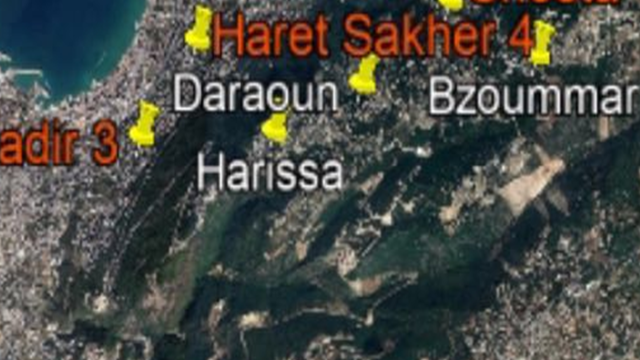 Haret Sakher 4
Daraoun
Bzoummar
adir 3
Harissa